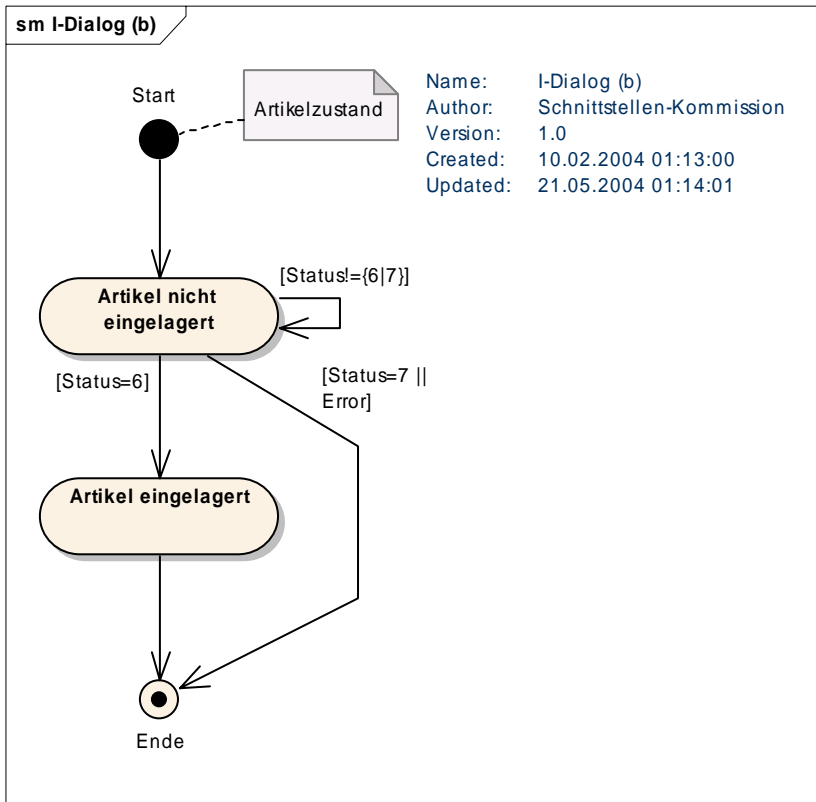 sm I-Dialog (b)
Start
Artikelzustand
Name: I-Dialog (b)
Author: Schnittstellen-Kommission
Version: 1.0
Created: 10.02.2004 01:13:00
Updated: 21.05.2004 01:14:01
[Status!={6|7}]
Artikel nicht
eingelagert
[Status=6]
[Status=7 ||
Error]
Artikel eingelagert
Ende